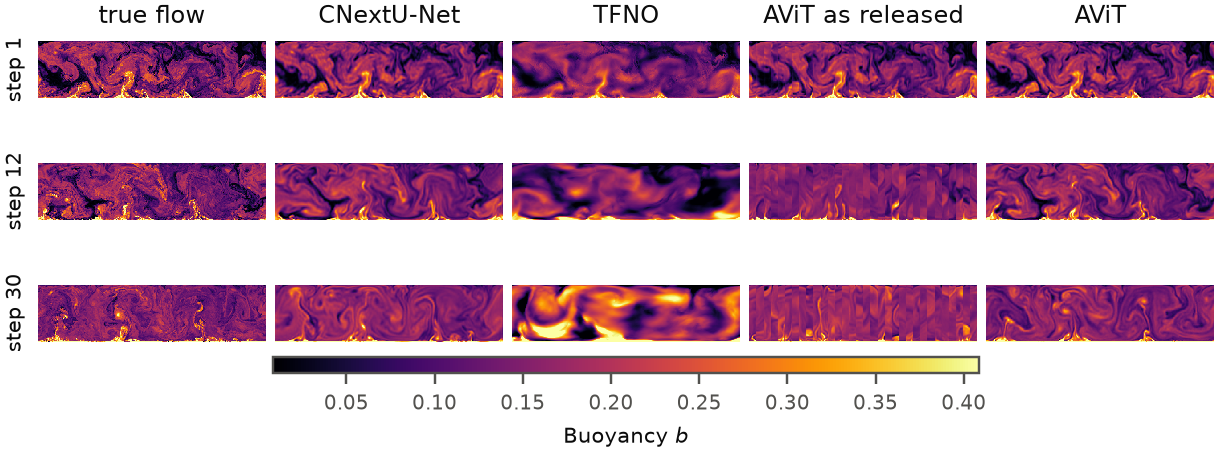 true flow CNextU-Net TFNO AViT as released AViT
step 1
step 12
step 30
0.05 0.10 0.15 0.20 0.25 0.30 0.35 0.40
Buoyancy b